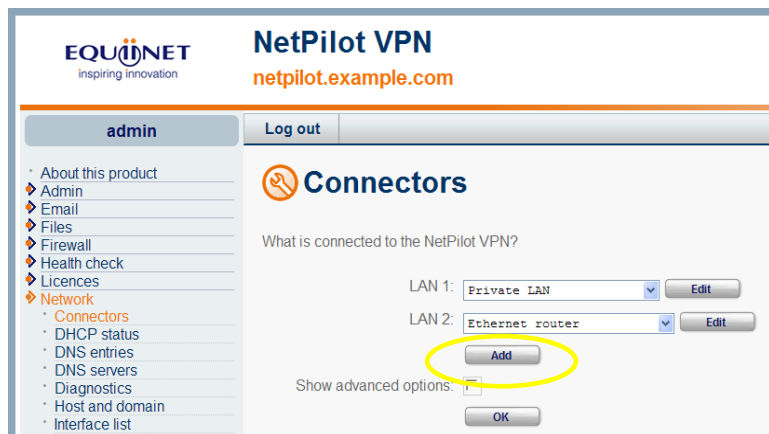 EQUiiNET
inspiring innovation
NetPilot VPN
netpilot.example.com
admin
Log out
About this product
Admin
Email
Files
Firewall
Health check
Licences
Network
Connectors
DHCP status
DNS entries
DNS servers
Diagnostics
Host and domain
Interface list
Connectors
What is connected to the NetPilot VPN?
LAN 1: Private LAN Edit
LAN 2: Ethernet router Edit
Add
Show advanced options:
OK